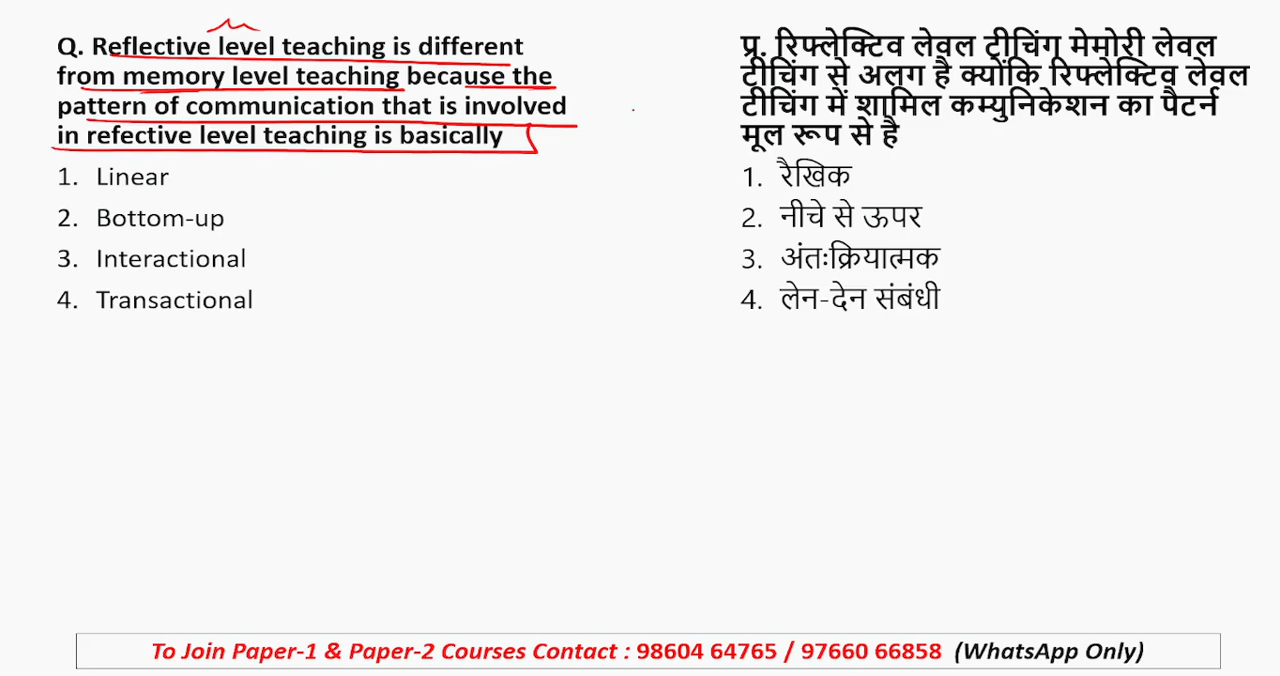 Q. Reflective level teaching is different
from memory level teaching because the
pattern of communication that is involved
in refective level teaching is basically
1. Linear
2. Bottom-up
3. Interactional
4. Transactional
प्र. रिफ्लेक्टिव लेवल टीचिंग मेमोरी लेवल
टीचिंग से अलग है क्योंकि रिफ्लेक्टिव लेवल
टीचिंग में शामिल कम्युनिकेशन का पैटर्न
मूल रूप से है
1. रैखिक
2. नीचे से ऊपर
3. अंतःक्रियात्मक
4. लेन-देन संबंधी
To Join Paper-1 & Paper-2 Courses Contact : 98604 64765 / 97660 66858 (WhatsApp Only)